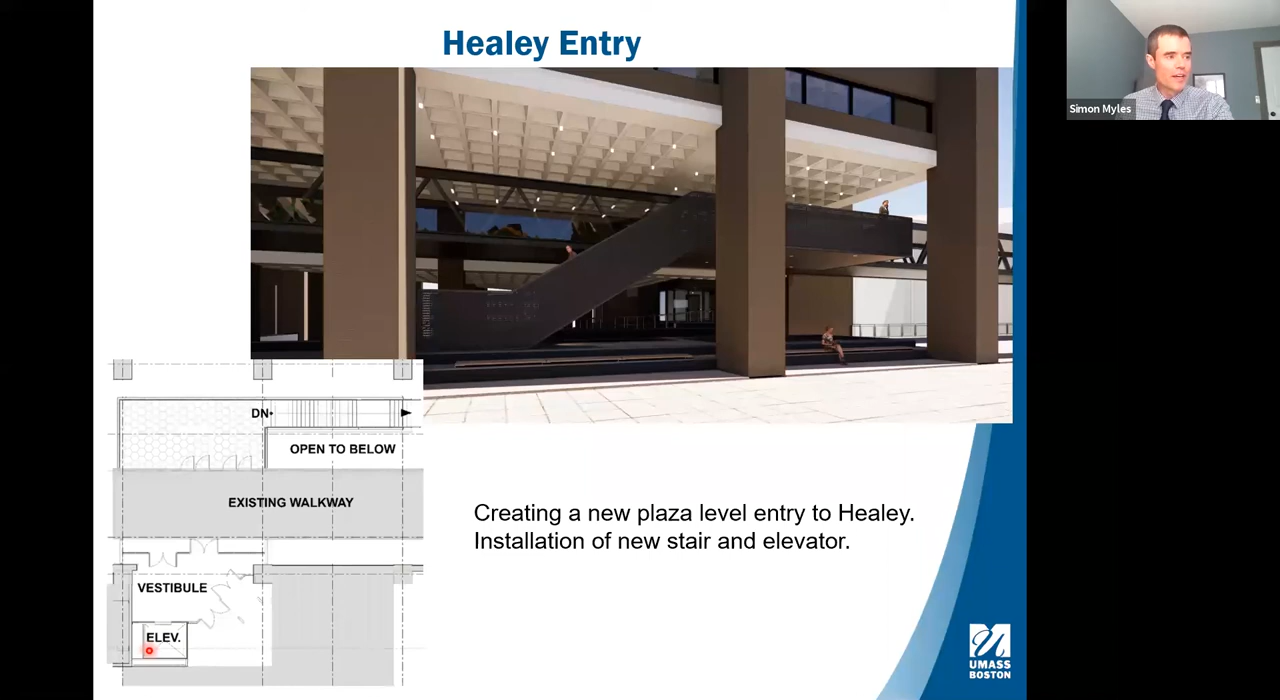 Healey Entry
Simon Myles
DN
OPEN TO BELOW
EXISTING WALKWAY
VESTIBULE
ELEV.
Creating a new plaza level entry to Healey.
Installation of new stair and elevator.
UMASS
BOSTON